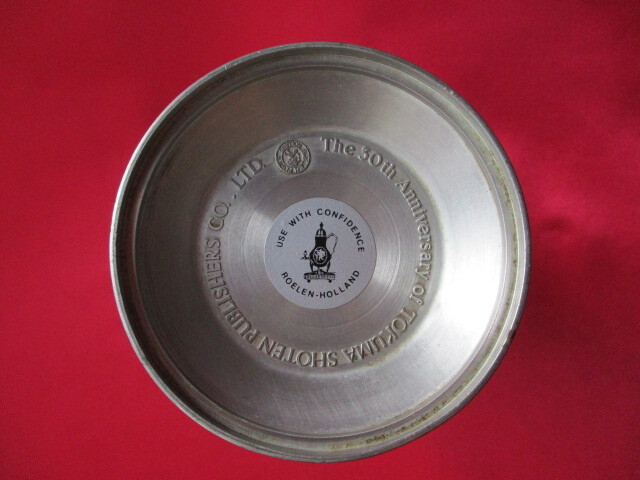 The 30th Anniversary of TOKUMA SHOTEN PUBLISHERS CO., LTD.
USE WITH CONFIDENCE
ROELEN-HOLLAND